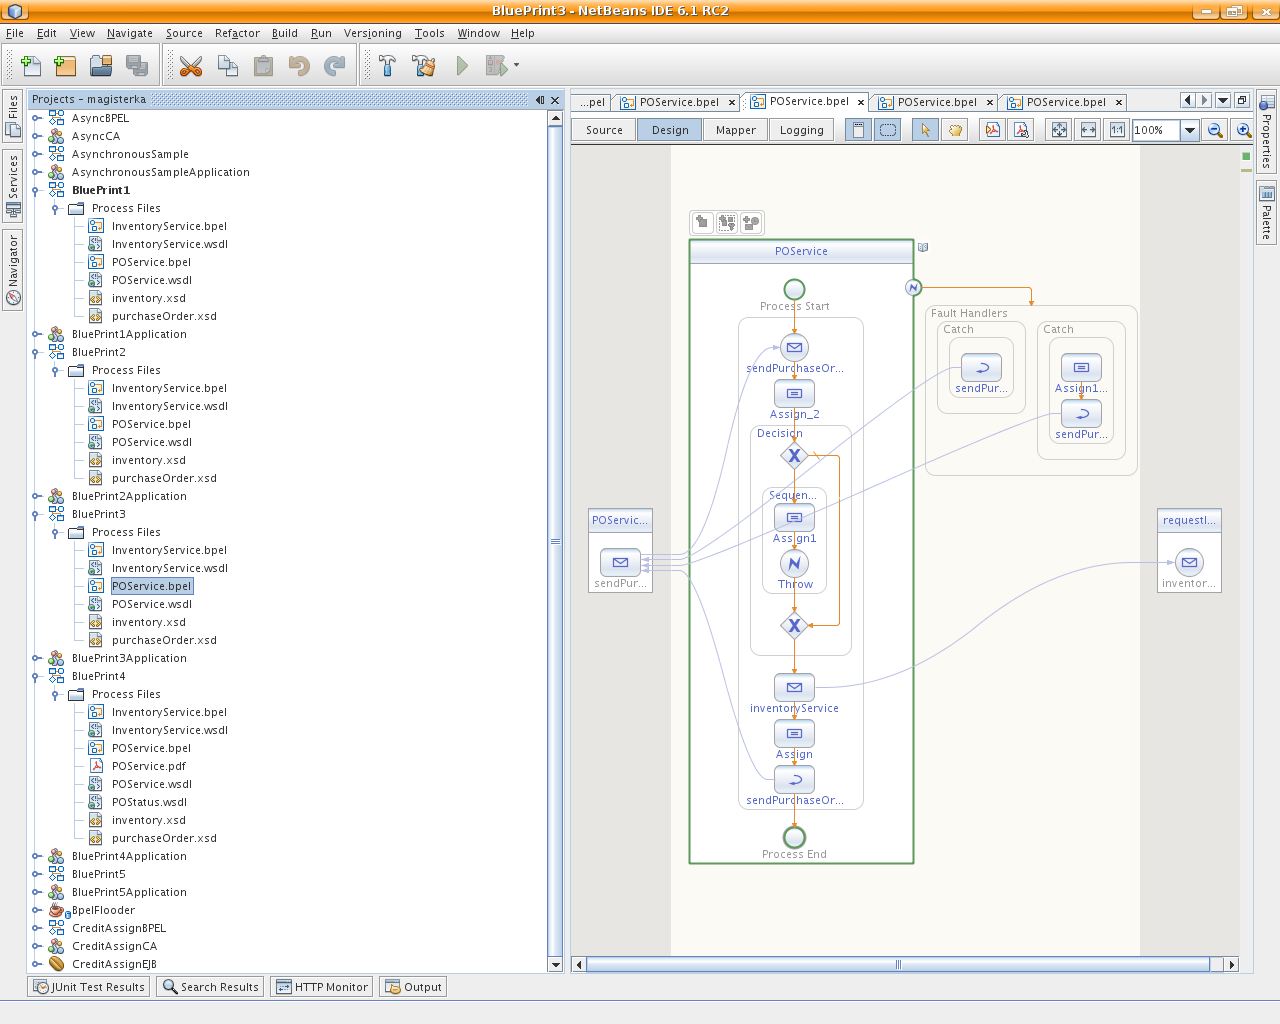 BluePrint3 - NetBeans IDE 6.1 RC2
File Edit View Navigate Source Refactor Build Run Versioning Tools Window Help
Files
Services
Navigator
Projects - magisterka
AsyncBPEL
AsyncCA
AsynchronousSample
AsynchronousSampleApplication
BluePrint1
Process Files
InventoryService.bpel
InventoryService.wsdl
POService.bpel
POService.wsdl
inventory.xsd
purchaseOrder.xsd
BluePrint1Application
BluePrint2
Process Files
InventoryService.bpel
InventoryService.wsdl
POService.bpel
POService.wsdl
inventory.xsd
purchaseOrder.xsd
BluePrint2Application
BluePrint3
Process Files
InventoryService.bpel
InventoryService.wsdl
POService.bpel
POService.wsdl
inventory.xsd
purchaseOrder.xsd
BluePrint3Application
BluePrint4
Process Files
InventoryService.bpel
InventoryService.wsdl
POService.bpel
POService.pdf
POService.wsdl
POStatus.wsdl
inventory.xsd
purchaseOrder.xsd
BluePrint4Application
BluePrint5
BluePrint5Application
BpelFlooder
CreditAssignBPEL
CreditAssignCA
CreditAssignEJB
...pel POService.bpel POService.bpel POService.bpel POService.bpel
Source Design Mapper Logging 1:1 100%
POService
Process Start
sendPurchaseOr...
Assign_2
Decision
Sequen...
Assign1
Throw
inventoryService
Assign
sendPurchaseOr...
Process End
Fault Handlers
Catch
sendPur...
Catch
Assign1...
sendPur...
POServic...
sendPur...
requestI...
inventor...
Properties
Palette
JUnit Test Results Search Results HTTP Monitor Output